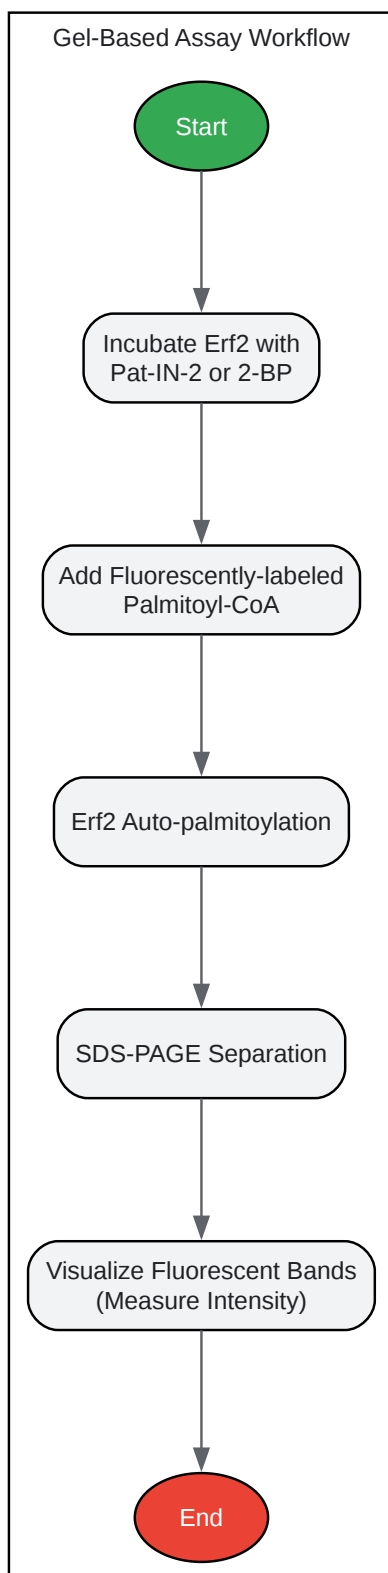 Gel-Based Assay Workflow
Start
Incubate Erf2 with
Pat-IN-2 or 2-BP
Add Fluorescently-labeled
Palmitoyl-CoA
Erf2 Auto-palmitoylation
SDS-PAGE Separation
Visualize Fluorescent Bands
(Measure Intensity)
End